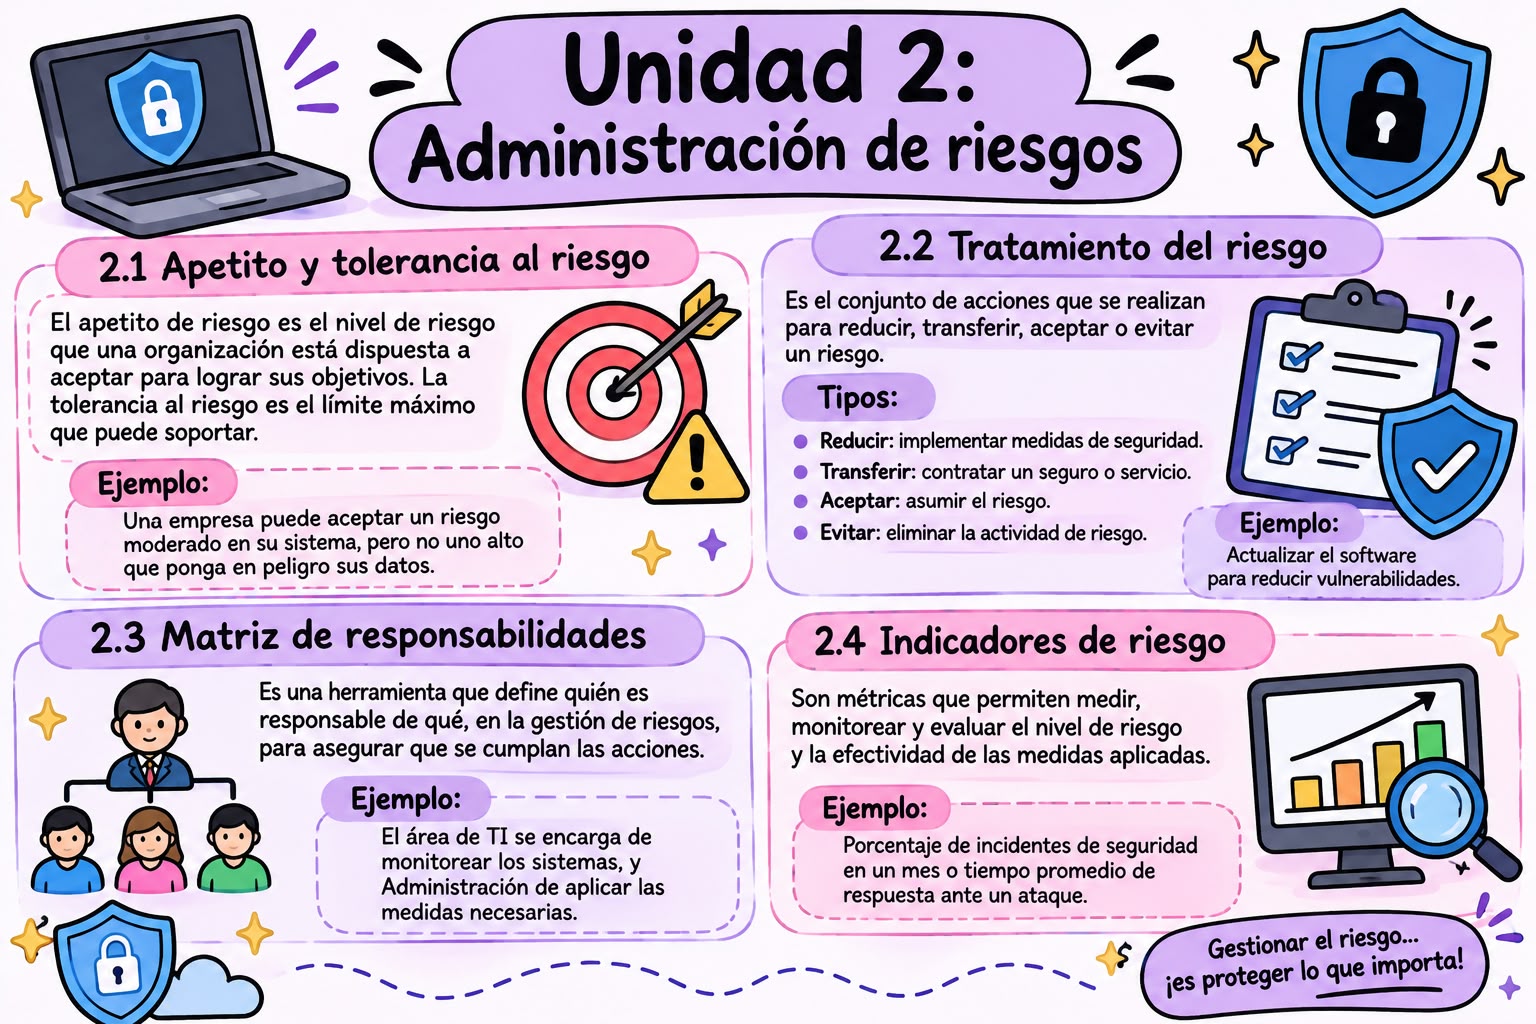 Unidad 2:
Administración de riesgos
2.1 Apetito y tolerancia al riesgo
El apetito de riesgo es el nivel de riesgo
que una organización está dispuesta a
aceptar para lograr sus objetivos. La
tolerancia al riesgo es el límite máximo
que puede soportar.
Ejemplo:
Una empresa puede aceptar un riesgo
moderado en su sistema, pero no uno alto
que ponga en peligro sus datos.
2.2 Tratamiento del riesgo
Es el conjunto de acciones que se realizan
para reducir, transferir, aceptar o evitar
un riesgo.
Tipos:
Reducir: implementar medidas de seguridad.
Transferir: contratar un seguro o servicio.
Aceptar: asumir el riesgo.
Evitar: eliminar la actividad de riesgo.
Ejemplo:
Actualizar el software
para reducir vulnerabilidades.
2.3 Matriz de responsabilidades
Es una herramienta que define quién es
responsable de qué, en la gestión de riesgos,
para asegurar que se cumplan las acciones.
Ejemplo:
El área de TI se encarga de
monitorear los sistemas, y
Administración de aplicar las
medidas necesarias.
2.4 Indicadores de riesgo
Son métricas que permiten medir,
monitorear y evaluar el nivel de riesgo
y la efectividad de las medidas aplicadas.
Ejemplo:
Porcentaje de incidentes de seguridad
en un mes o tiempo promedio de
respuesta ante un ataque.
Gestionar el riesgo...
¡es proteger lo que importa!